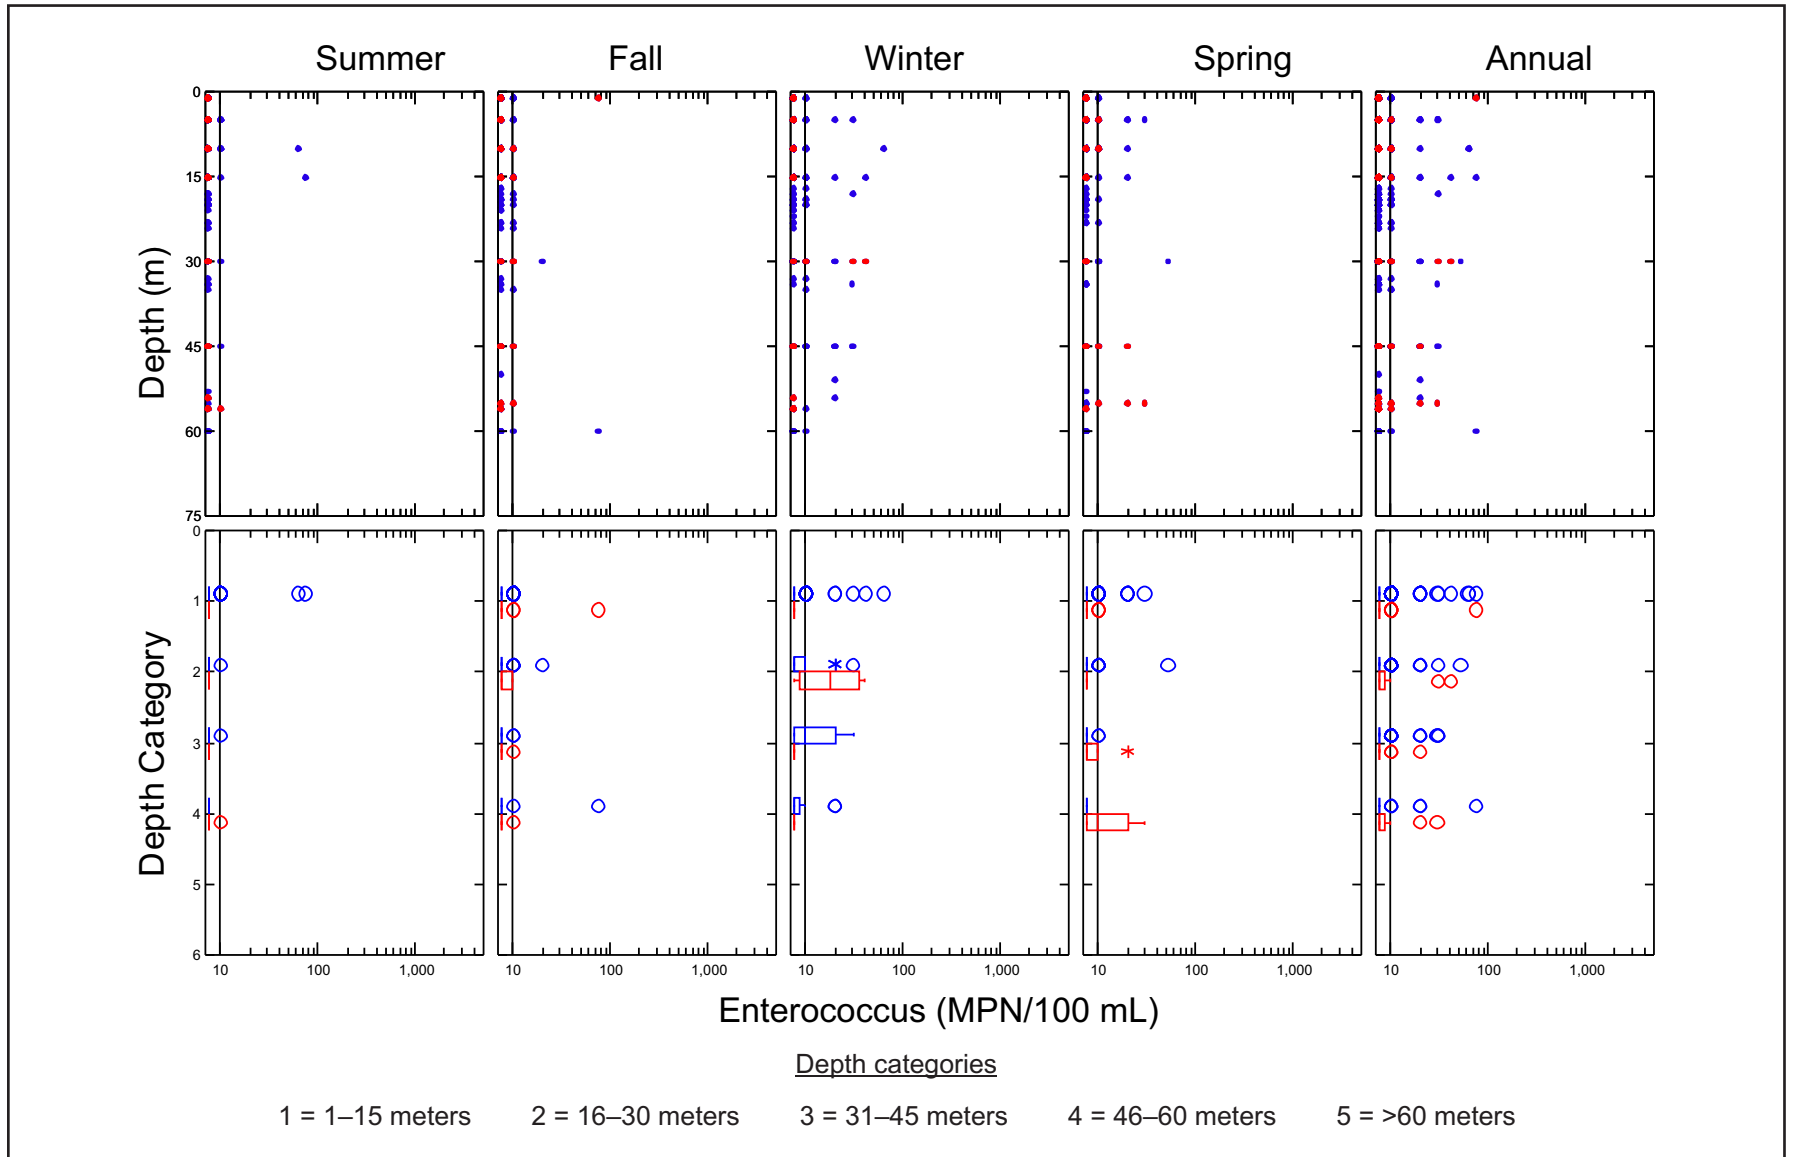 Summer Fall Winter Spring Annual
0
15
30
45
60
75
Depth (m)
0
1
2
3
4
5
6
Depth Category
10 100 1,000 10 100 1,000 10 100 1,000 10 100 1,000 10 100 1,000
Enterococcus (MPN/100 mL)
Depth categories
1 = 1–15 meters 2 = 16–30 meters 3 = 31–45 meters 4 = 46–60 meters 5 = >60 meters